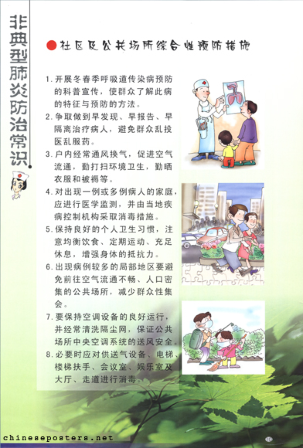 非典型肺炎防治常识
社区及公共场所综合性预防措施
1.开展冬春季呼吸道传染病预防
的科普宣传，使群众了解此病
的特征与预防的方法。
2.争取做到早发现、早报告、早
隔离治疗病人，避免群众乱投
医乱服药。
3.户内经常通风换气，促进空气
流通，勤打扫环境卫生，勤晒
衣服和被褥等。
4.对出现一例或多例病人的家庭，
应进行医学监测，并由当地疾
病控制机构采取消毒措施。
5.保持良好的个人卫生习惯，注
意均衡饮食、定期运动、充足
休息，增强身体的抵抗力。
6.出现病例较多的局部地区要避
免前往空气流通不畅、人口密
集的公共场所，减少群众性集
会。
7.要保持空调设备的良好运行，
并经常清洗隔尘网，保证公共
场所中央空调系统的送风安全。
8.必要时应对供送气设备、电梯、
楼梯扶手、会议室、娱乐室及
大厅、走道进行消毒。
chineseposters.net